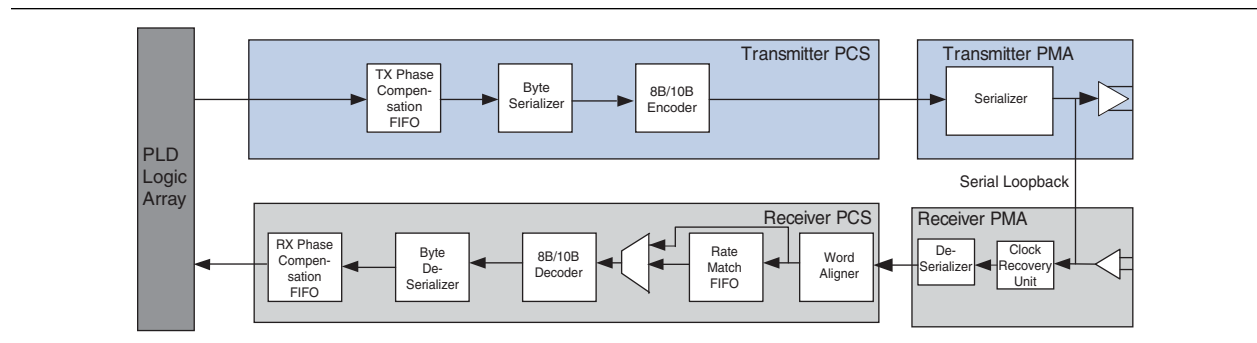 Transmitter PCS
Transmitter PMA
TX Phase
Compen-
sation
FIFO
Byte
Serializer
8B/10B
Encoder
Serializer
PLD
Logic
Array
Serial Loopback
Receiver PCS
Receiver PMA
RX Phase
Compen-
sation
FIFO
Byte
De-
Serializer
8B/10B
Decoder
Rate
Match
FIFO
Word
Aligner
De-
Serializer
Clock
Recovery
Unit